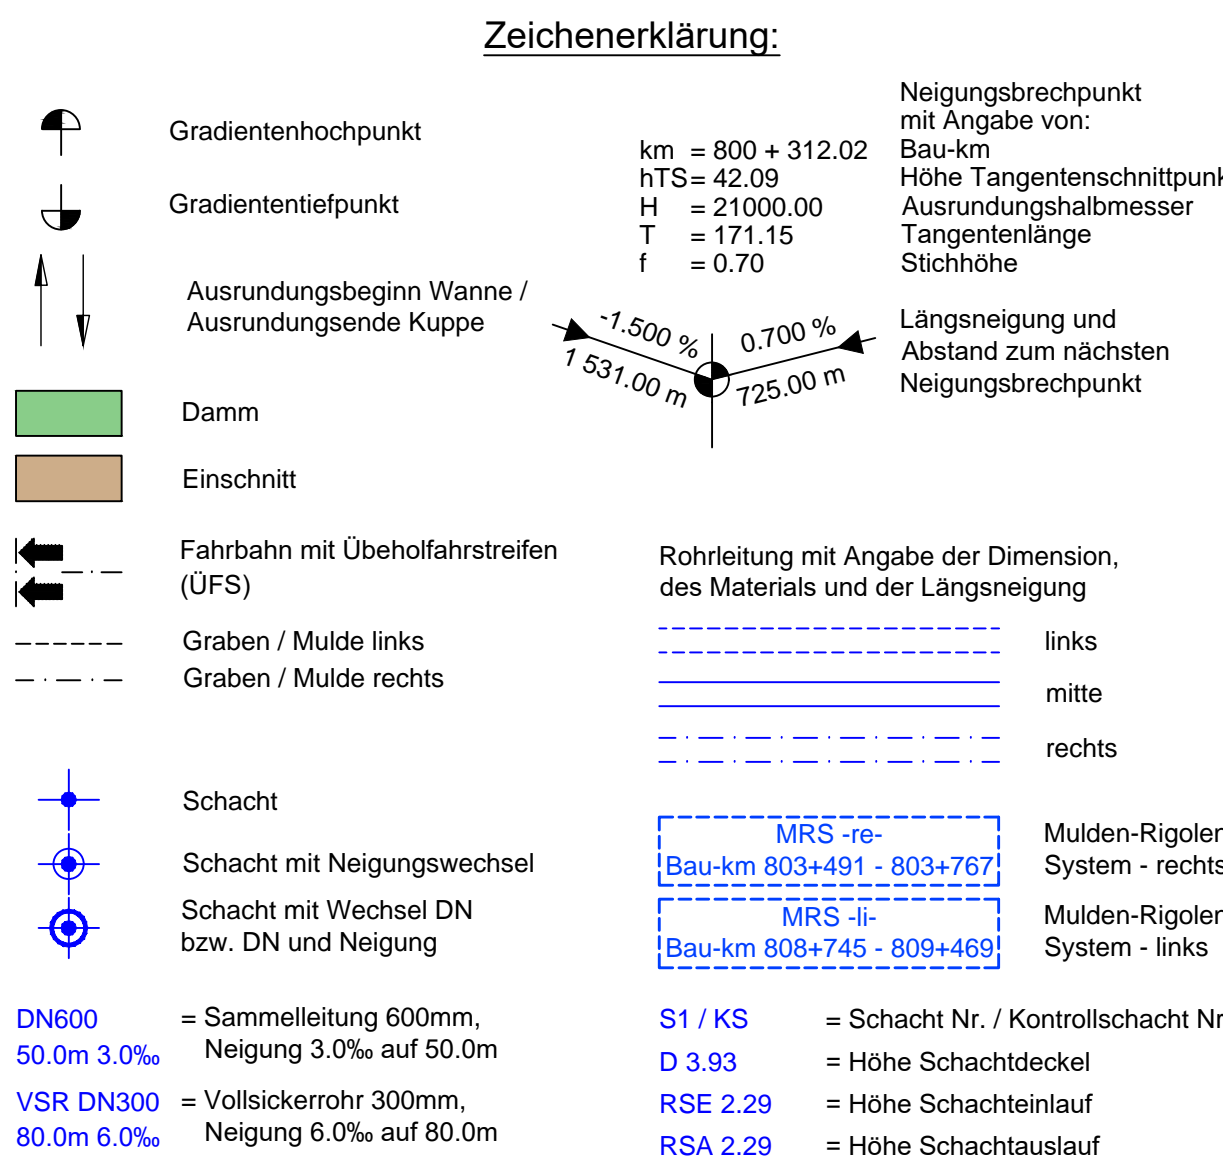 Zeichenerklärung:
Gradientenhochpunkt
Gradiententiefpunkt
Ausrundungsbeginn Wanne /
Ausrundungsende Kuppe
Damm
Einschnitt
Fahrbahn mit Übeholfahrstreifen
(ÜFS)
Graben / Mulde links
Graben / Mulde rechts
Schacht
Schacht mit Neigungswechsel
Schacht mit Wechsel DN
bzw. DN und Neigung
DN600 = Sammelleitung 600mm,
50.0m 3.0‰ Neigung 3.0‰ auf 50.0m
VSR DN300 = Vollsickerrohr 300mm,
80.0m 6.0‰ Neigung 6.0‰ auf 80.0m
Neigungsbrechpunkt
mit Angabe von:
km = 800 + 312.02 Bau-km
hTS= 42.09 Höhe Tangentenschnittpunk
H = 21000.00 Ausrundungshalbmesser
T = 171.15 Tangentenlänge
f = 0.70 Stichhöhe
-1.500 %
1 531.00 m
0.700 %
725.00 m
Längsneigung und
Abstand zum nächsten
Neigungsbrechpunkt
Rohrleitung mit Angabe der Dimension,
des Materials und der Längsneigung
links
mitte
rechts
MRS -re-
Bau-km 803+491 - 803+767
Mulden-Rigolen
System - rechts
MRS -li-
Bau-km 808+745 - 809+469
Mulden-Rigolen
System - links
S1 / KS = Schacht Nr. / Kontrollschacht Nr
D 3.93 = Höhe Schachtdeckel
RSE 2.29 = Höhe Schachteinlauf
RSA 2.29 = Höhe Schachtauslauf